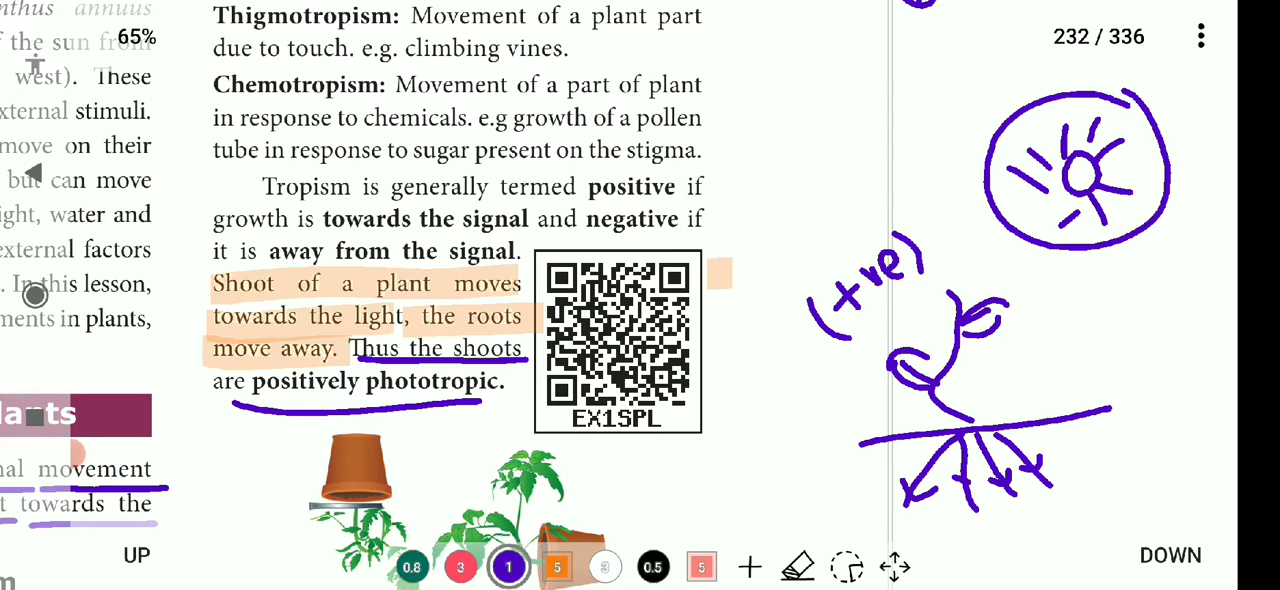 nthus annuus
f the sun from
west). These
xternal stimuli.
move on their
but can move
ight, water and
external factors
. In this lesson,
ments in plants,
lants
nal movement
t towards the
m
65%
UP
Thigmotropism: Movement of a plant part
due to touch. e.g. climbing vines.
Chemotropism: Movement of a part of plant
in response to chemicals. e.g growth of a pollen
tube in response to sugar present on the stigma.
Tropism is generally termed positive if
growth is towards the signal and negative if
it is away from the signal.
Shoot of a plant moves
towards the light, the roots
move away. Thus the shoots
are positively phototropic.
EX1SPL
0.8 3 1 5 3 0.5 5
232 / 336
(+ve)
DOWN